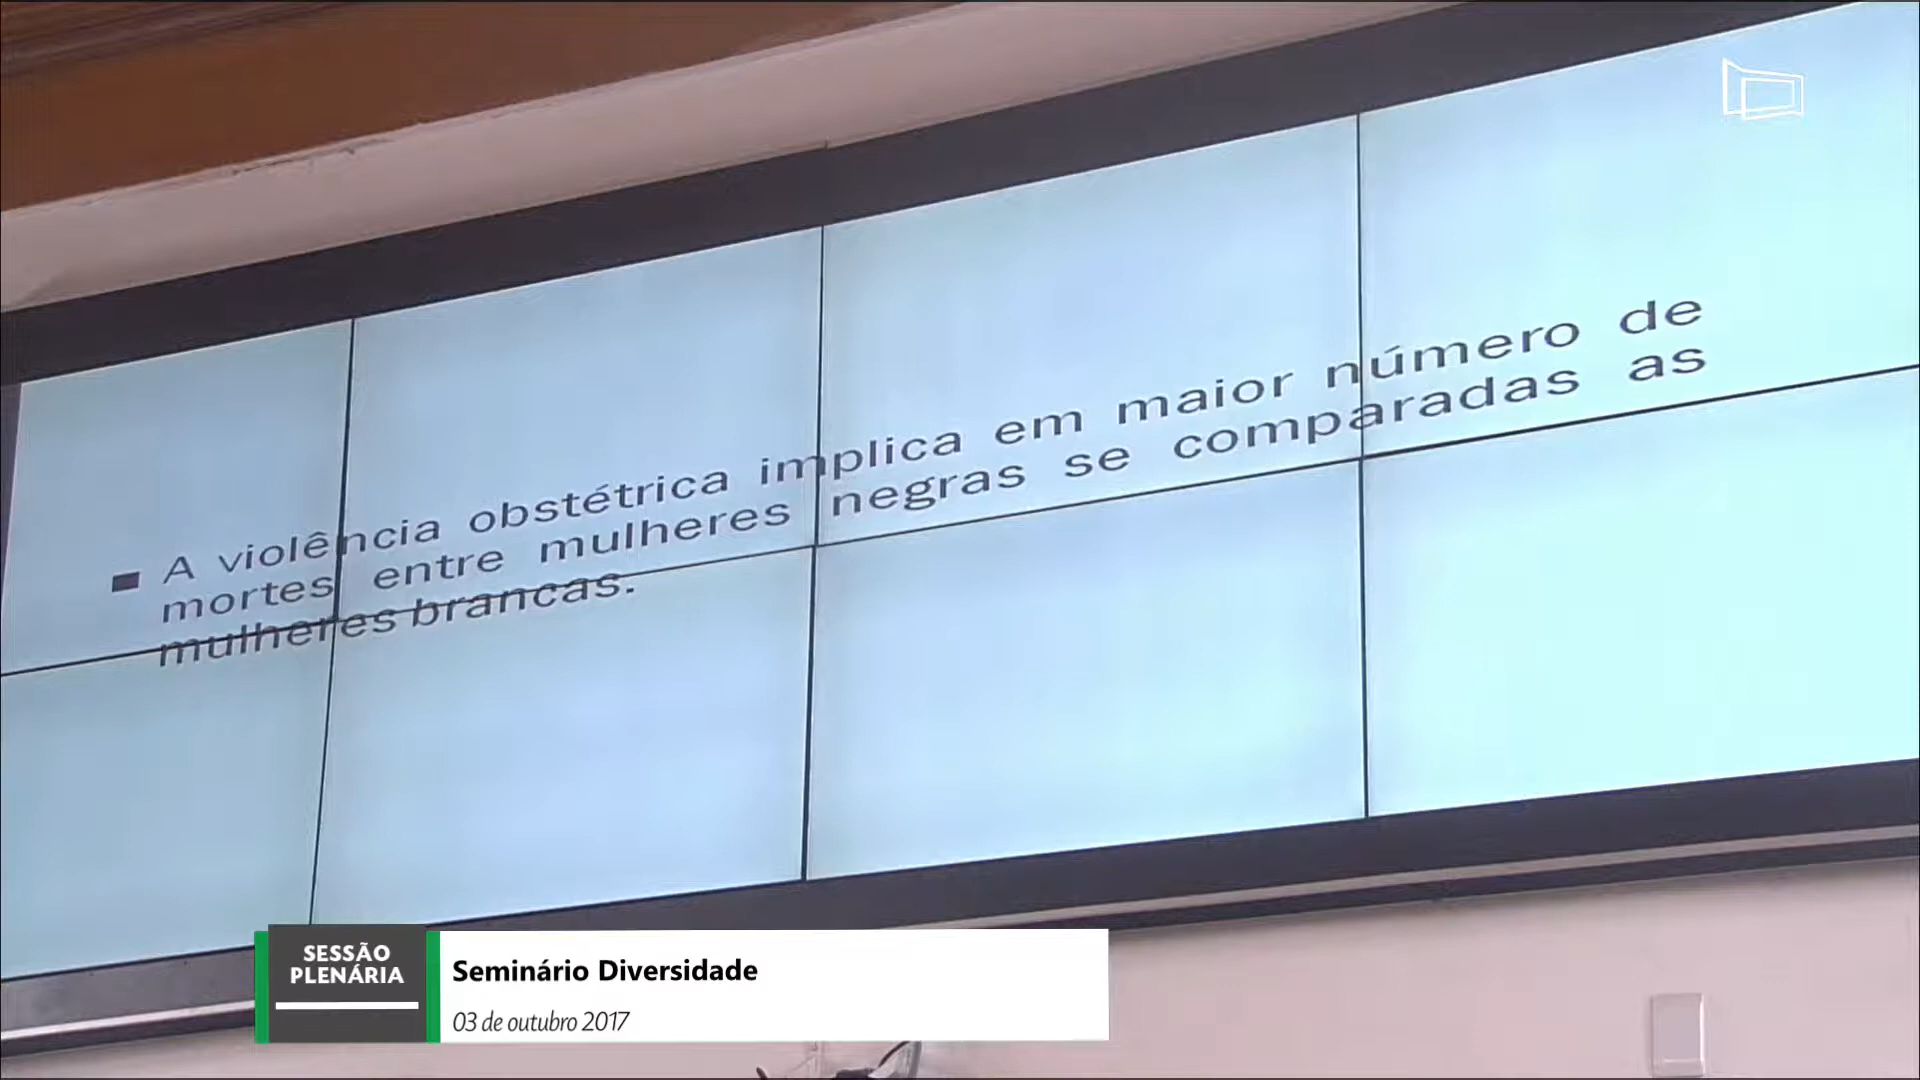 ■ A violência obstétrica implica em maior número de
mortes entre mulheres negras se comparadas as
mulheres brancas.
SESSÃO
PLENÁRIA
Seminário Diversidade
03 de outubro 2017